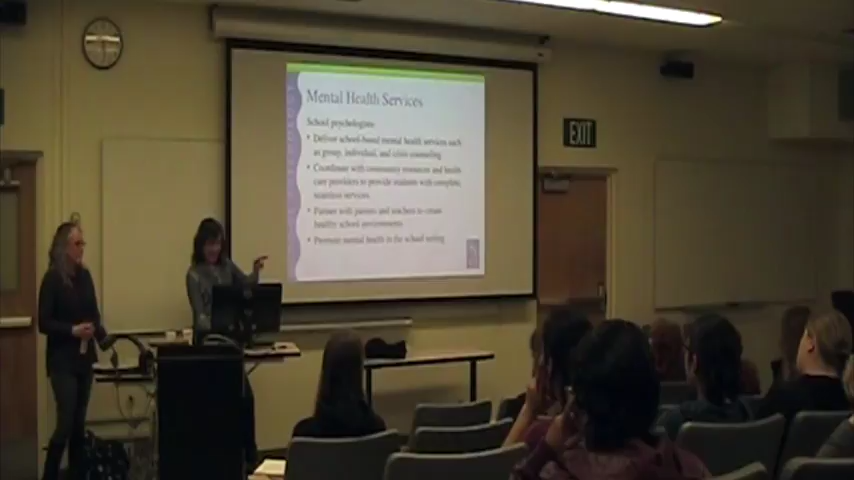 Mental Health Services
School psychologists:
• Deliver school-based mental health services such
as group, individual, and crisis counseling
• Coordinate with community resources and health
care providers to provide students with complete,
seamless services
• Partner with parents and teachers to create
healthy school environments
• Promote mental health in the school setting
EXIT